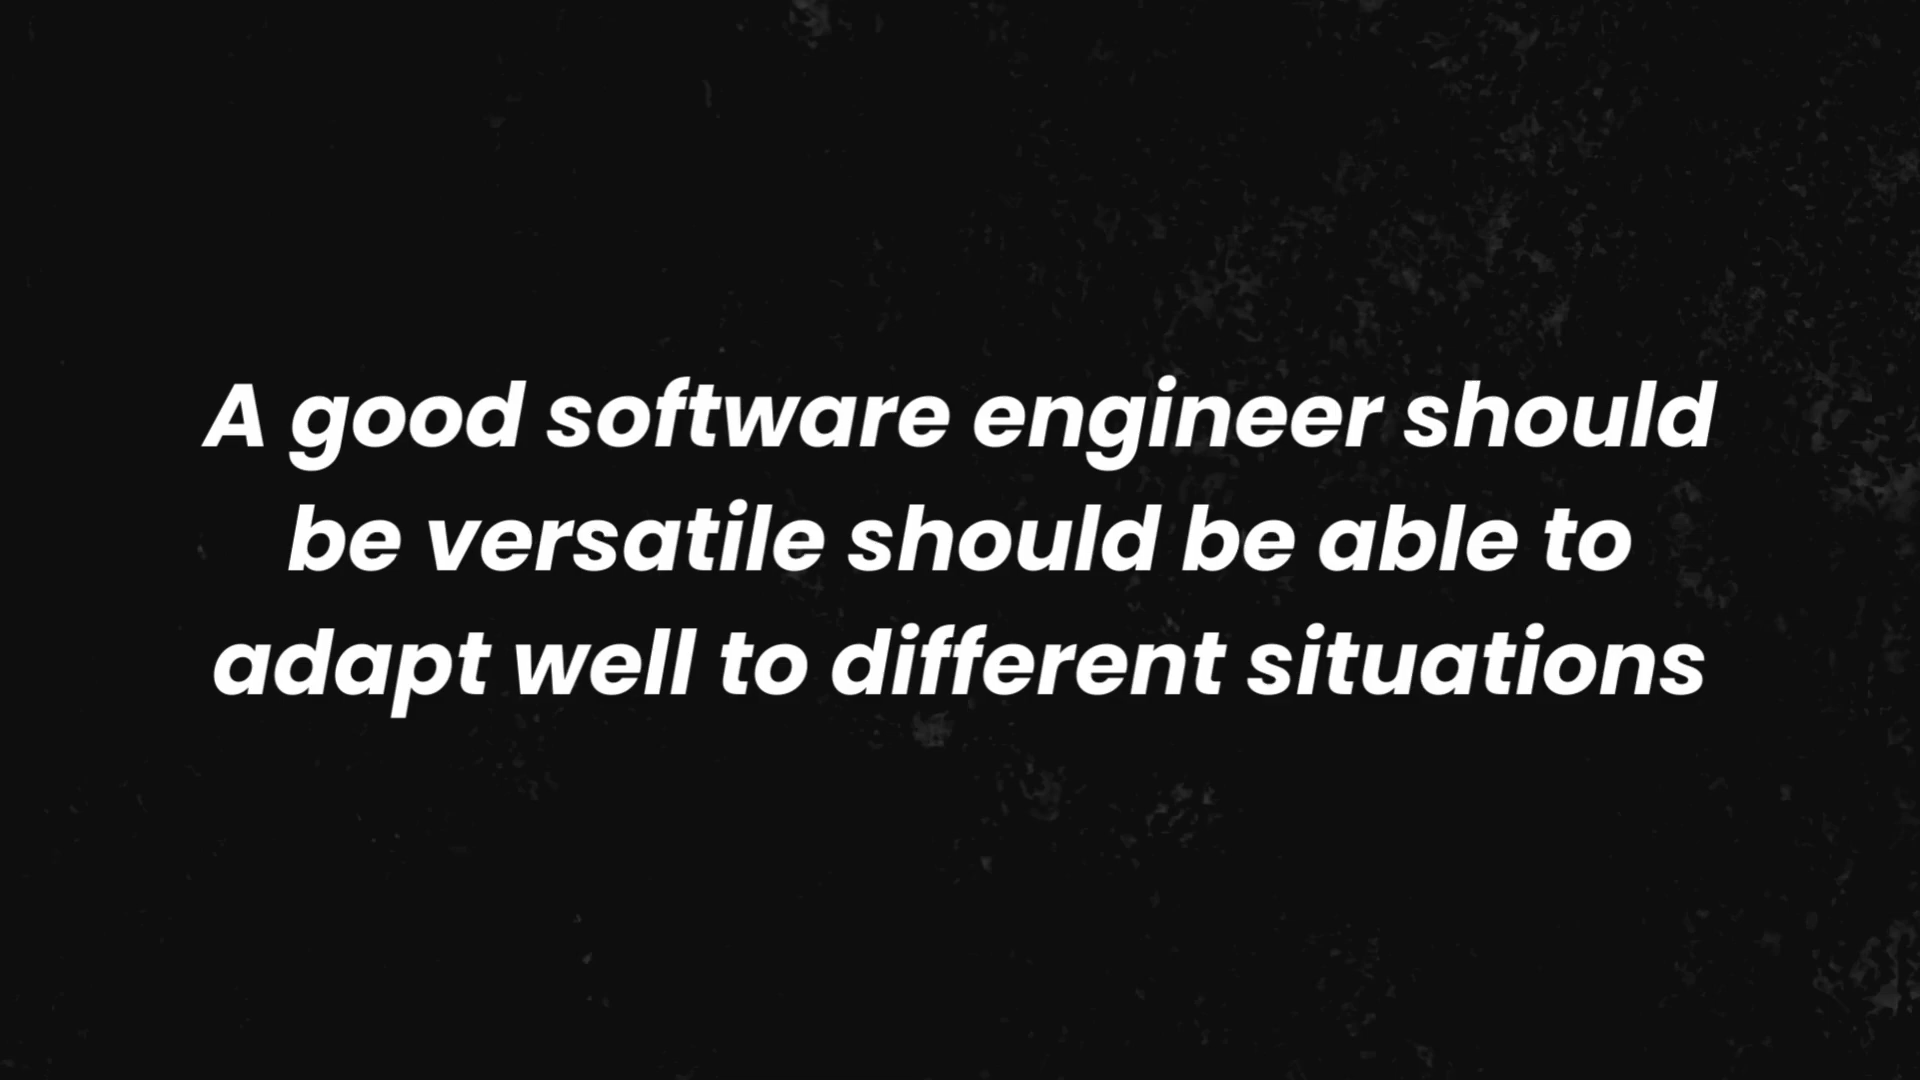 A good software engineer should
be versatile should be able to
adapt well to different situations